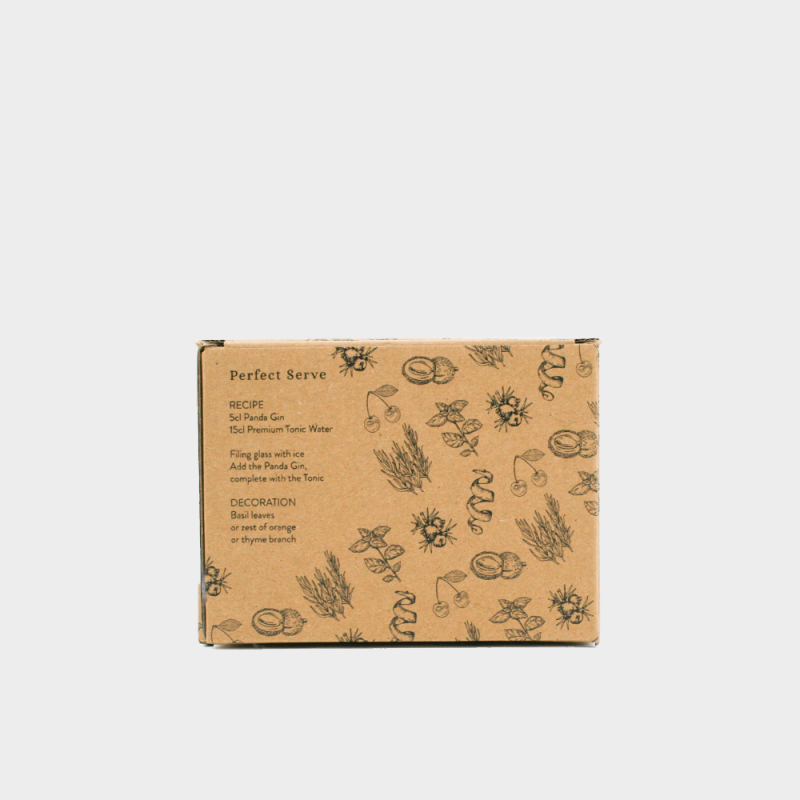 Perfect Serve
RECIPE
5cl Panda Gin
15cl Premium Tonic Water
Filing glass with ice
Add the Panda Gin,
complete with the Tonic
DECORATION
Basil leaves
or zest of orange
or thyme branch